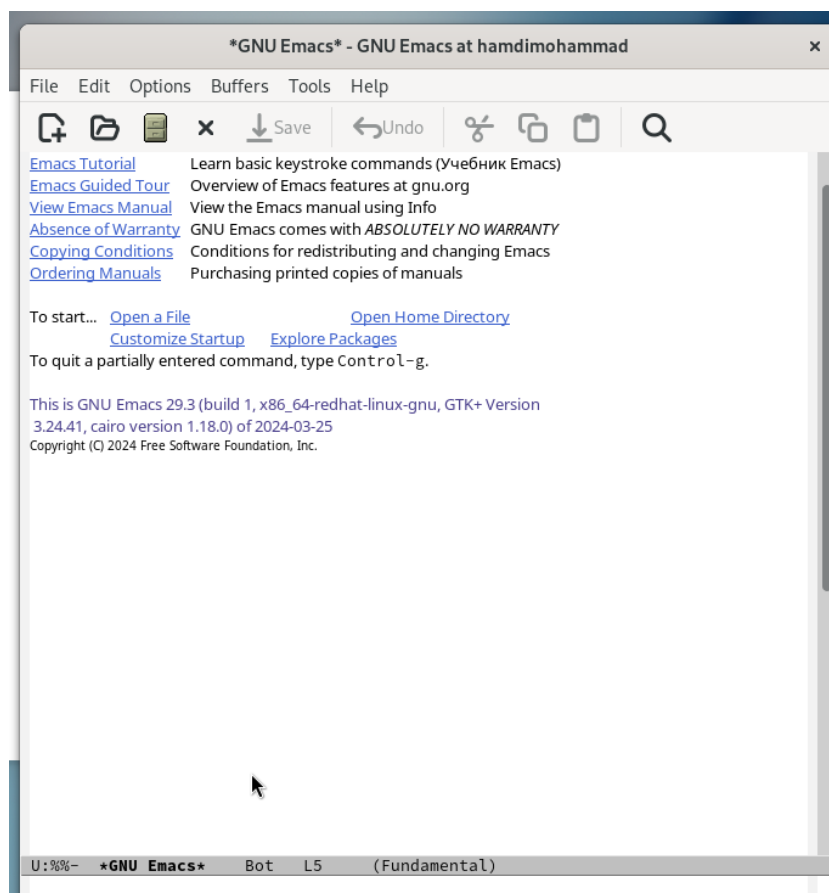 *GNU Emacs* - GNU Emacs at hamdimohammad
File Edit Options Buffers Tools Help
Save Undo
Emacs Tutorial Learn basic keystroke commands (Учебник Emacs)
Emacs Guided Tour Overview of Emacs features at gnu.org
View Emacs Manual View the Emacs manual using Info
Absence of Warranty GNU Emacs comes with ABSOLUTELY NO WARRANTY
Copying Conditions Conditions for redistributing and changing Emacs
Ordering Manuals Purchasing printed copies of manuals
To start... Open a File Open Home Directory
Customize Startup Explore Packages
To quit a partially entered command, type Control-g.
This is GNU Emacs 29.3 (build 1, x86_64-redhat-linux-gnu, GTK+ Version
3.24.41, cairo version 1.18.0) of 2024-03-25
Copyright (C) 2024 Free Software Foundation, Inc.
U:%%- *GNU Emacs* Bot L5 (Fundamental)